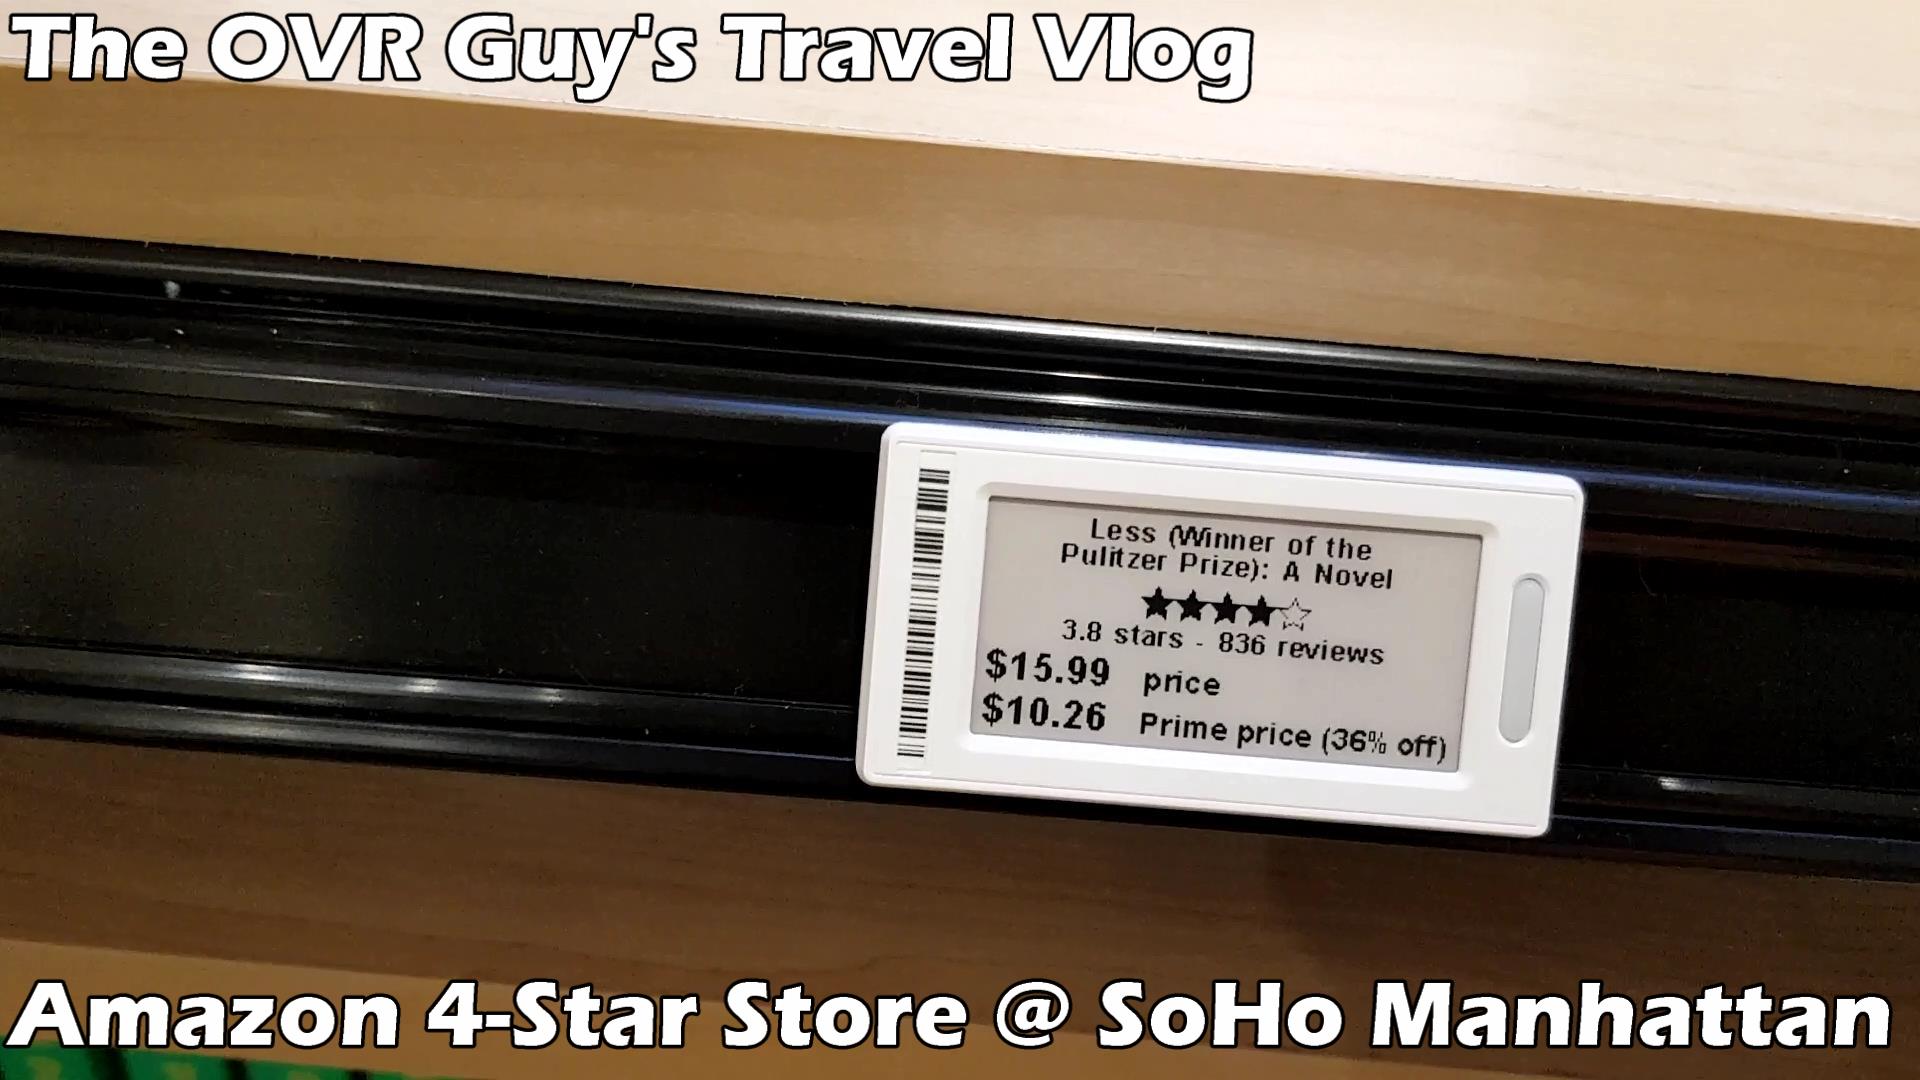 The OVR Guy's Travel Vlog
Less (Winner of the
Pulitzer Prize): A Novel
3.8 stars - 836 reviews
$15.99 price
$10.26 Prime price (36% off)
Amazon 4-Star Store @ SoHo Manhattan